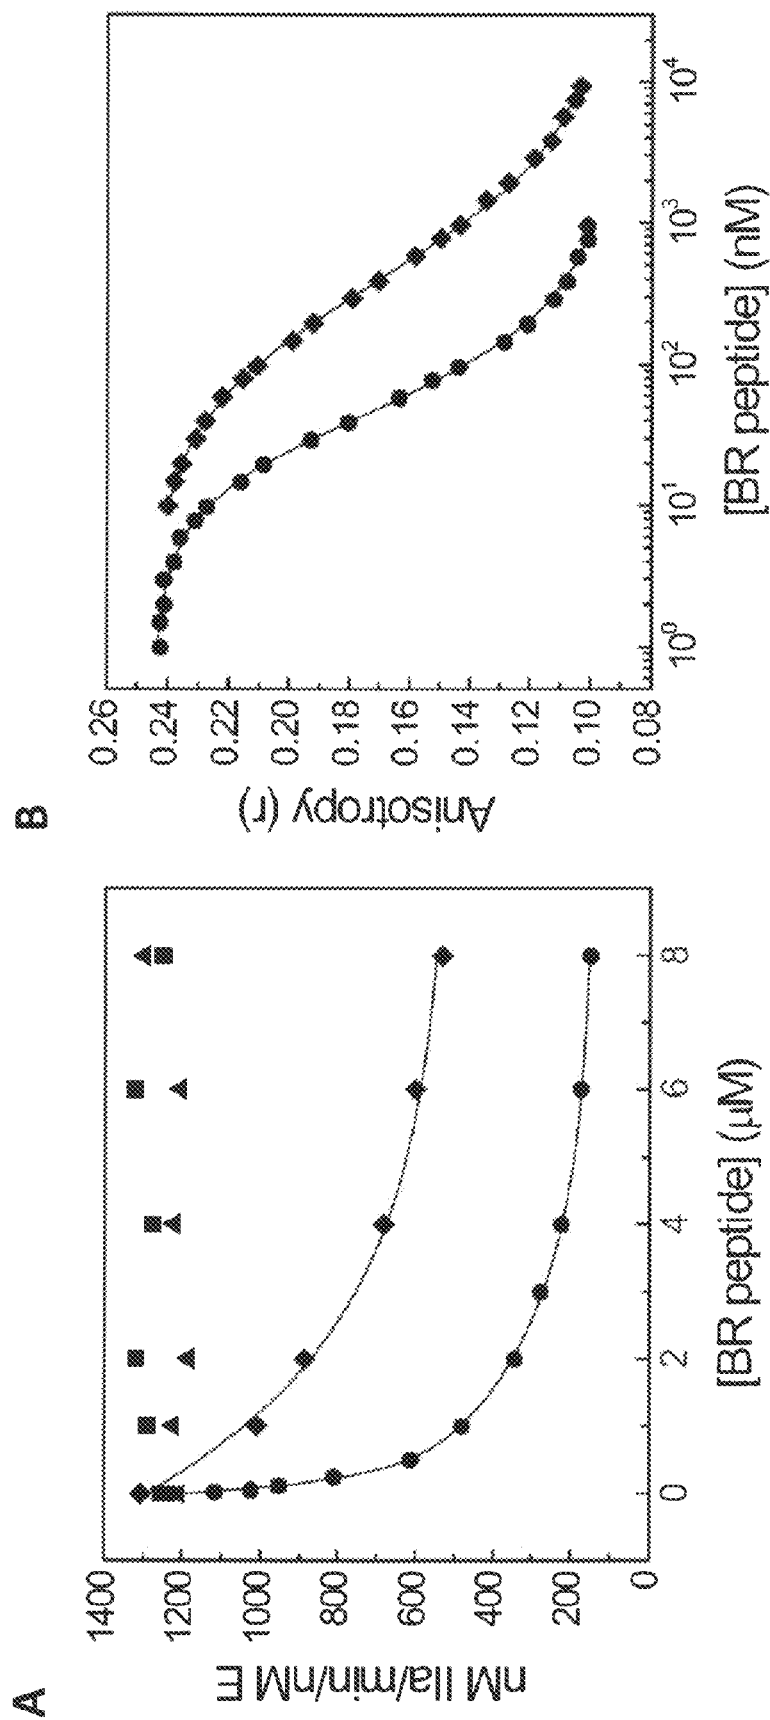 A
nM IIa/min/nM E
1400
1200
1000
800
600
400
200
0
0 2 4 6 8
[BR peptide] (μM)
B
Anisotropy (r)
0.26
0.24
0.22
0.20
0.18
0.16
0.14
0.12
0.10
0.08
10⁰ 10¹ 10² 10³ 10⁴
[BR peptide] (nM)